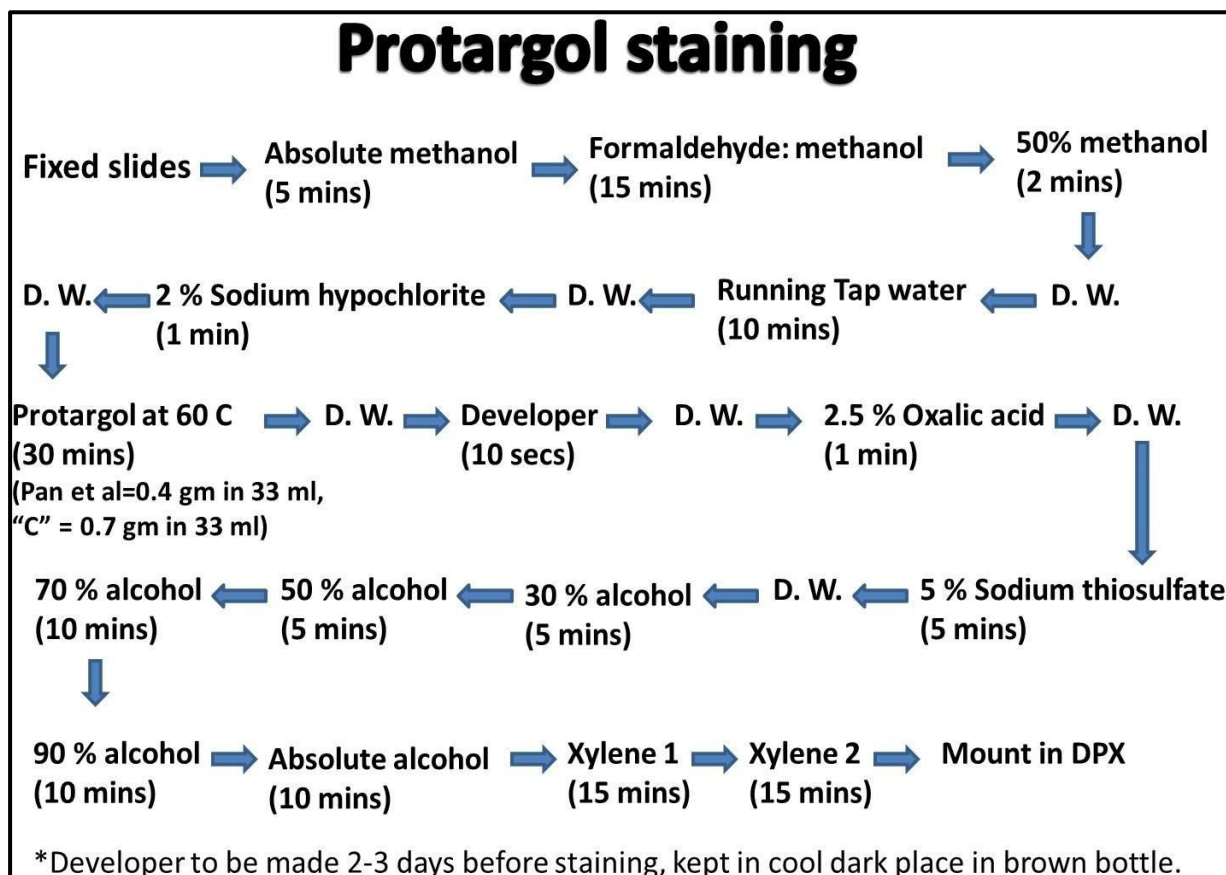 Protargol staining
Fixed slides
Absolute methanol
(5 mins)
Formaldehyde: methanol
(15 mins)
50% methanol
(2 mins)
D. W.
Running Tap water
(10 mins)
D. W.
2 % Sodium hypochlorite
(1 min)
D. W.
Protargol at 60 C
(30 mins)
(Pan et al=0.4 gm in 33 ml,
“C” = 0.7 gm in 33 ml)
D. W.
Developer
(10 secs)
D. W.
2.5 % Oxalic acid
(1 min)
D. W.
5 % Sodium thiosulfate
(5 mins)
D. W.
30 % alcohol
(5 mins)
50 % alcohol
(5 mins)
70 % alcohol
(10 mins)
90 % alcohol
(10 mins)
Absolute alcohol
(10 mins)
Xylene 1
(15 mins)
Xylene 2
(15 mins)
Mount in DPX
*Developer to be made 2-3 days before staining, kept in cool dark place in brown bottle.